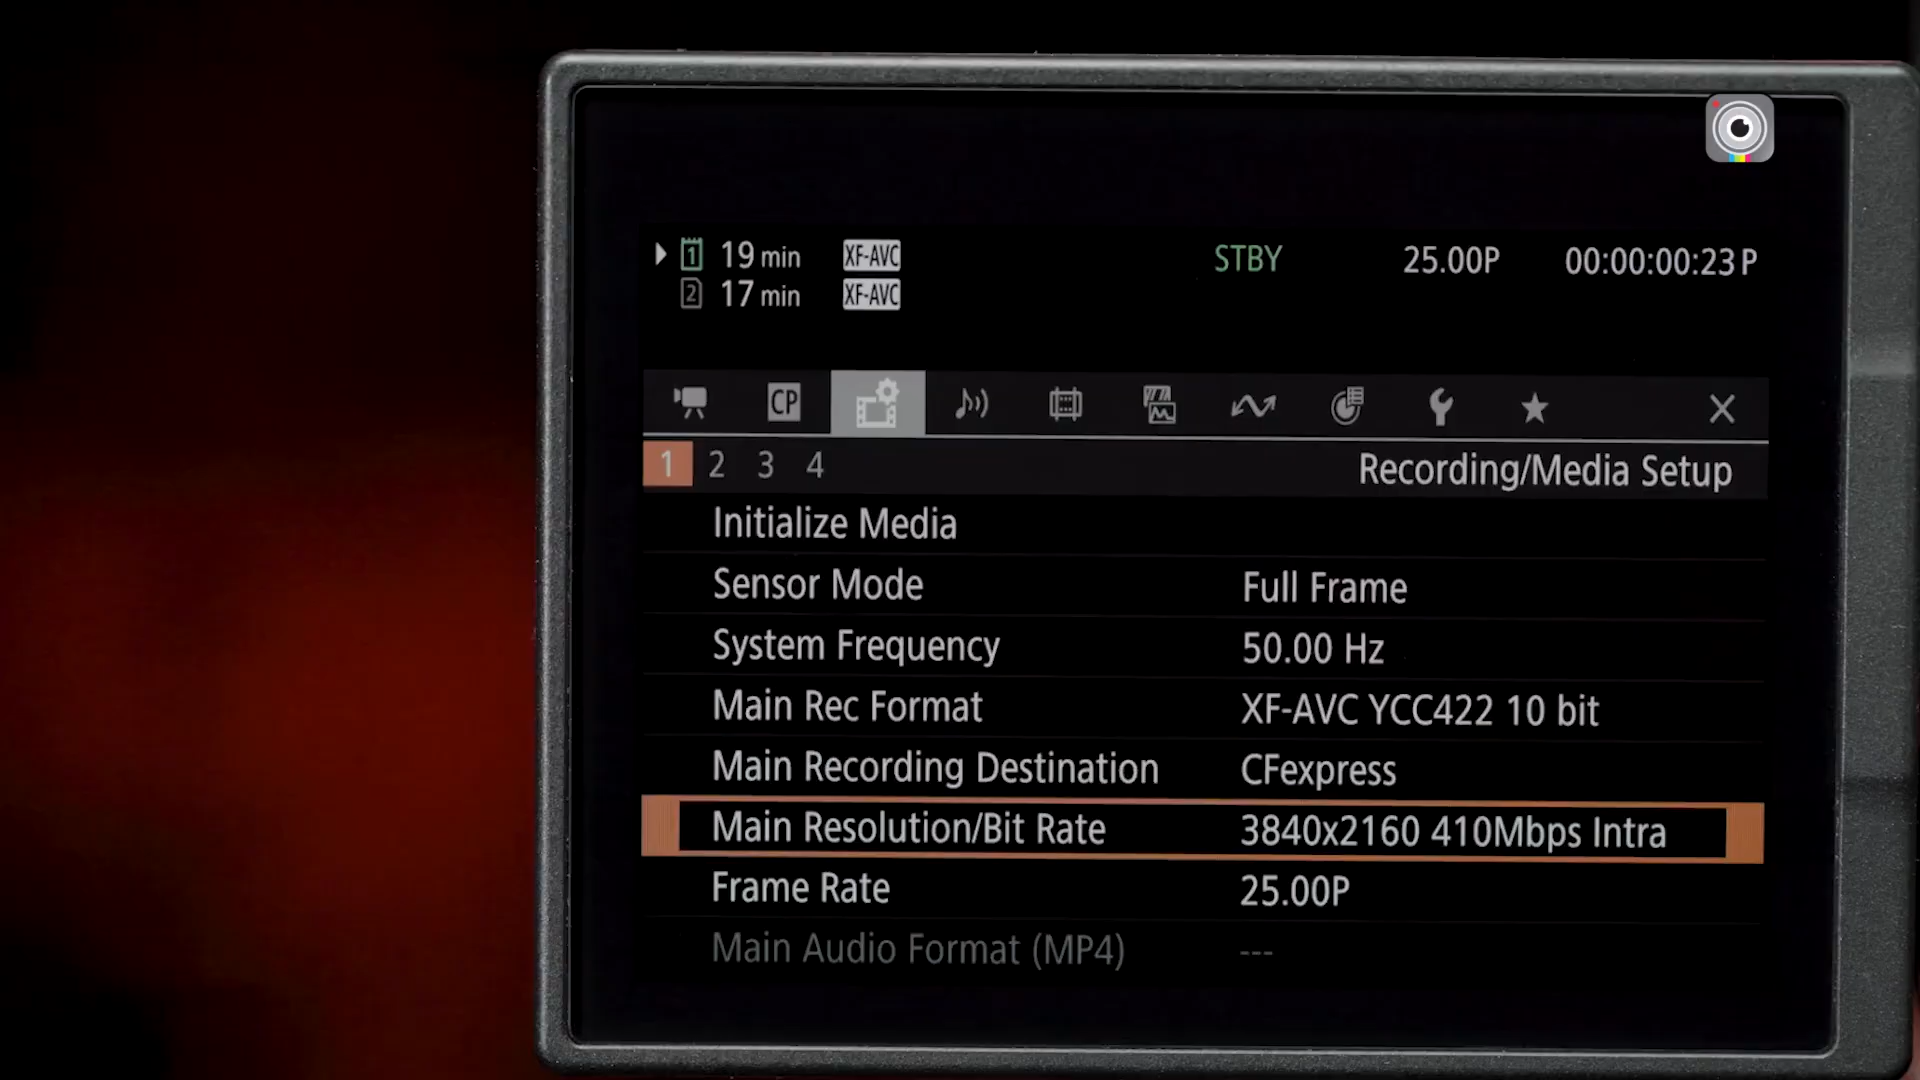 1 19 min XF-AVC STBY 25.00P 00:00:00:23 P
2 17 min XF-AVC
CP
1 2 3 4 Recording/Media Setup
Initialize Media
Sensor Mode Full Frame
System Frequency 50.00 Hz
Main Rec Format XF-AVC YCC422 10 bit
Main Recording Destination CFexpress
Main Resolution/Bit Rate 3840x2160 410Mbps Intra
Frame Rate 25.00P
Main Audio Format (MP4) ---